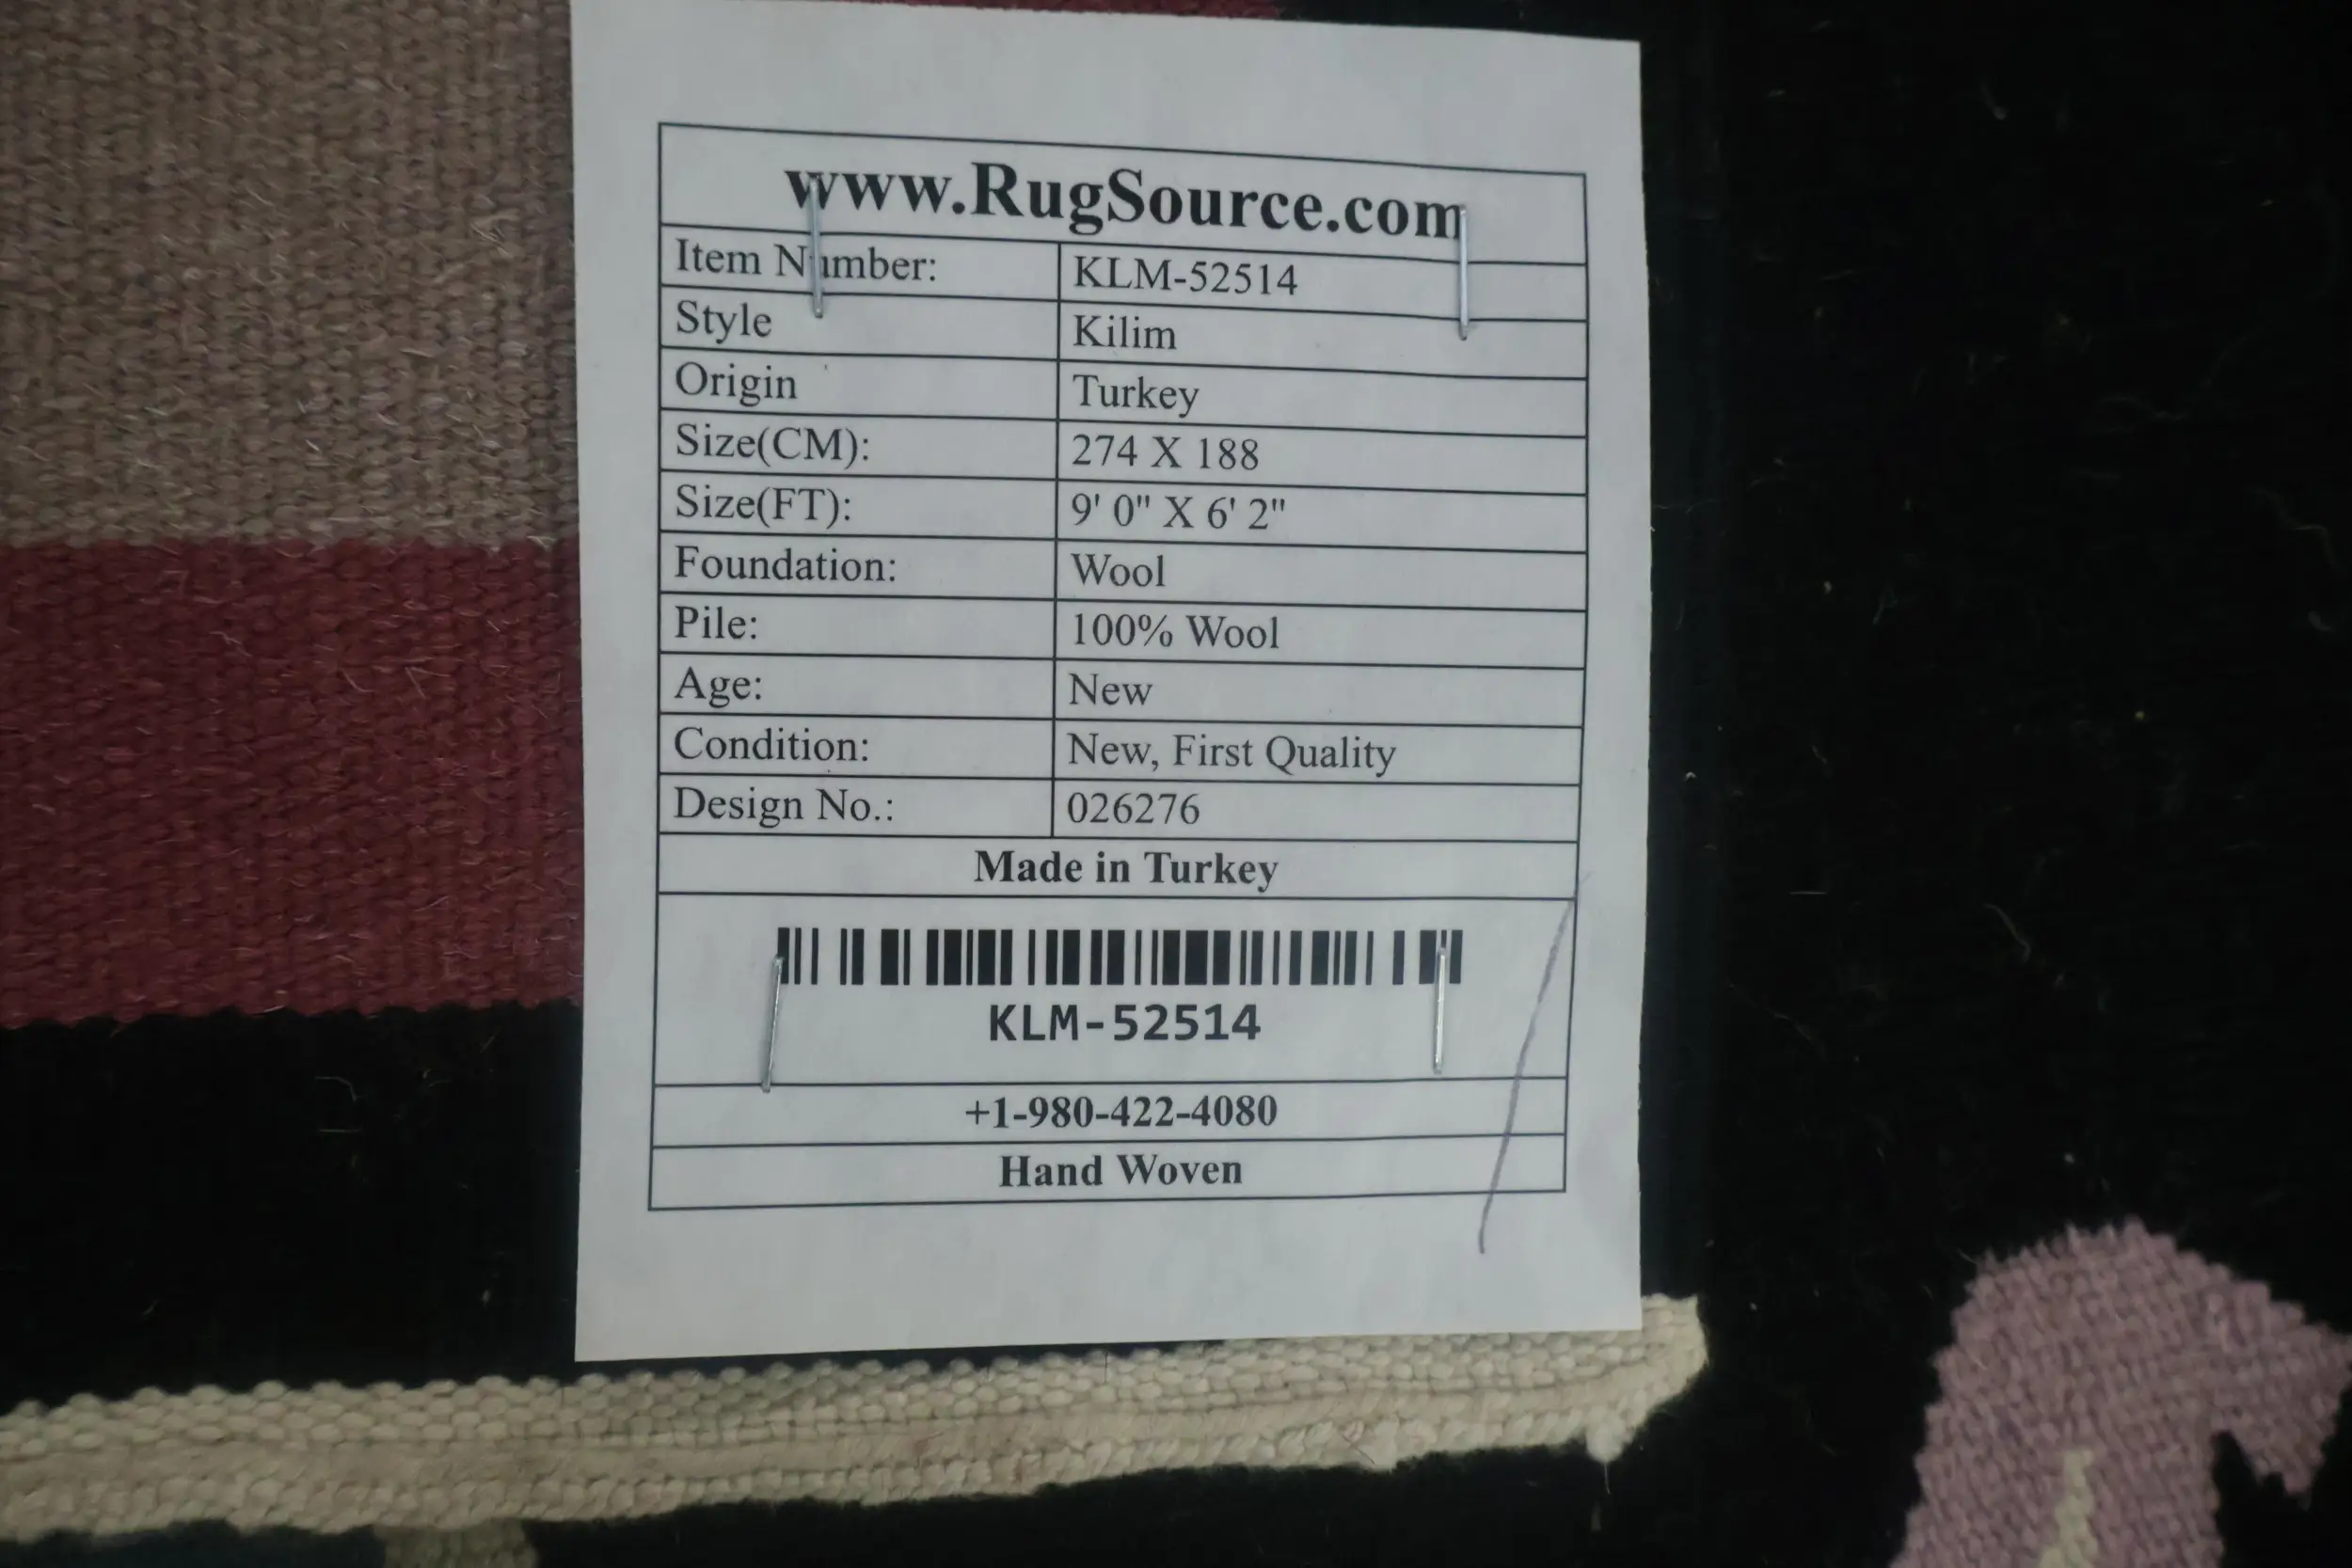 www.RugSource.com
Item Number: KLM-52514
Style Kilim
Origin Turkey
Size(CM): 274 X 188
Size(FT): 9' 0" X 6' 2"
Foundation: Wool
Pile: 100% Wool
Age: New
Condition: New, First Quality
Design No.: 026276
Made in Turkey
KLM-52514
+1-980-422-4080
Hand Woven